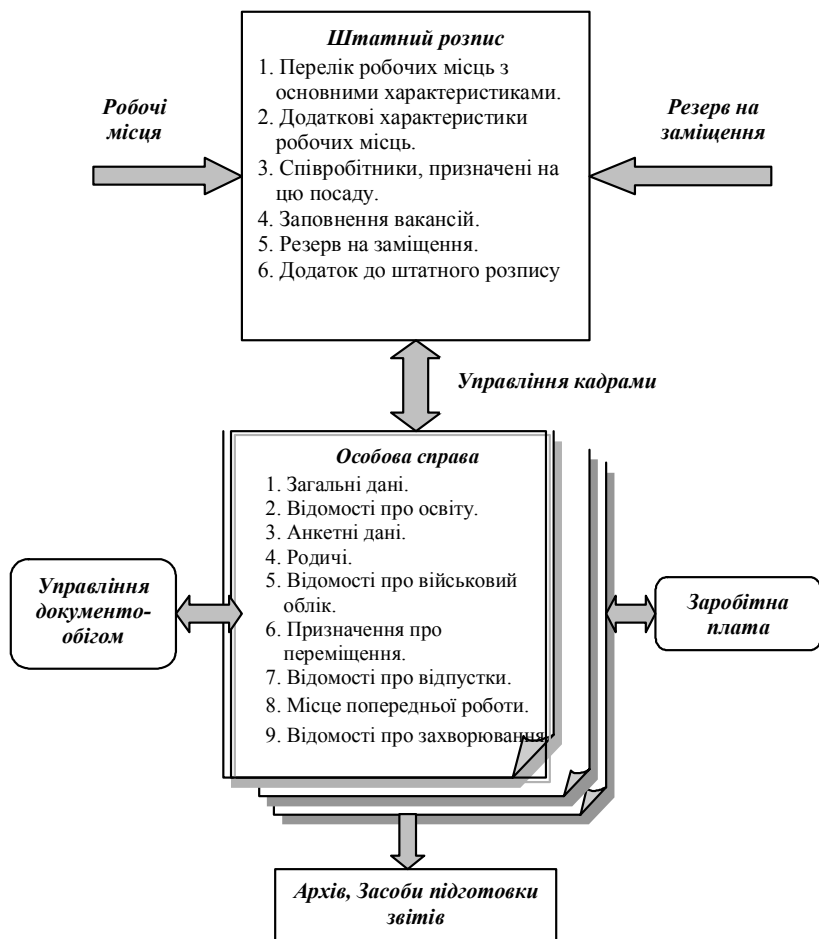 Штатний розпис
1. Перелік робочих місць з
основними характеристиками.
2. Додаткові характеристики
робочих місць.
3. Співробітники, призначені на
цю посаду.
4. Заповнення вакансій.
5. Резерв на заміщення.
6. Додаток до штатного розпису
Робочі
місця
Резерв на
заміщення
Управління кадрами
Особова справа
1. Загальні дані.
2. Відомості про освіту.
3. Анкетні дані.
4. Родичі.
5. Відомості про військовий
облік.
6. Призначення про
переміщення.
7. Відомості про відпустки.
8. Місце попередньої роботи.
9. Відомості про захворювання
Управління
документо-
обігом
Заробітна
плата
Архів, Засоби підготовки
звітів